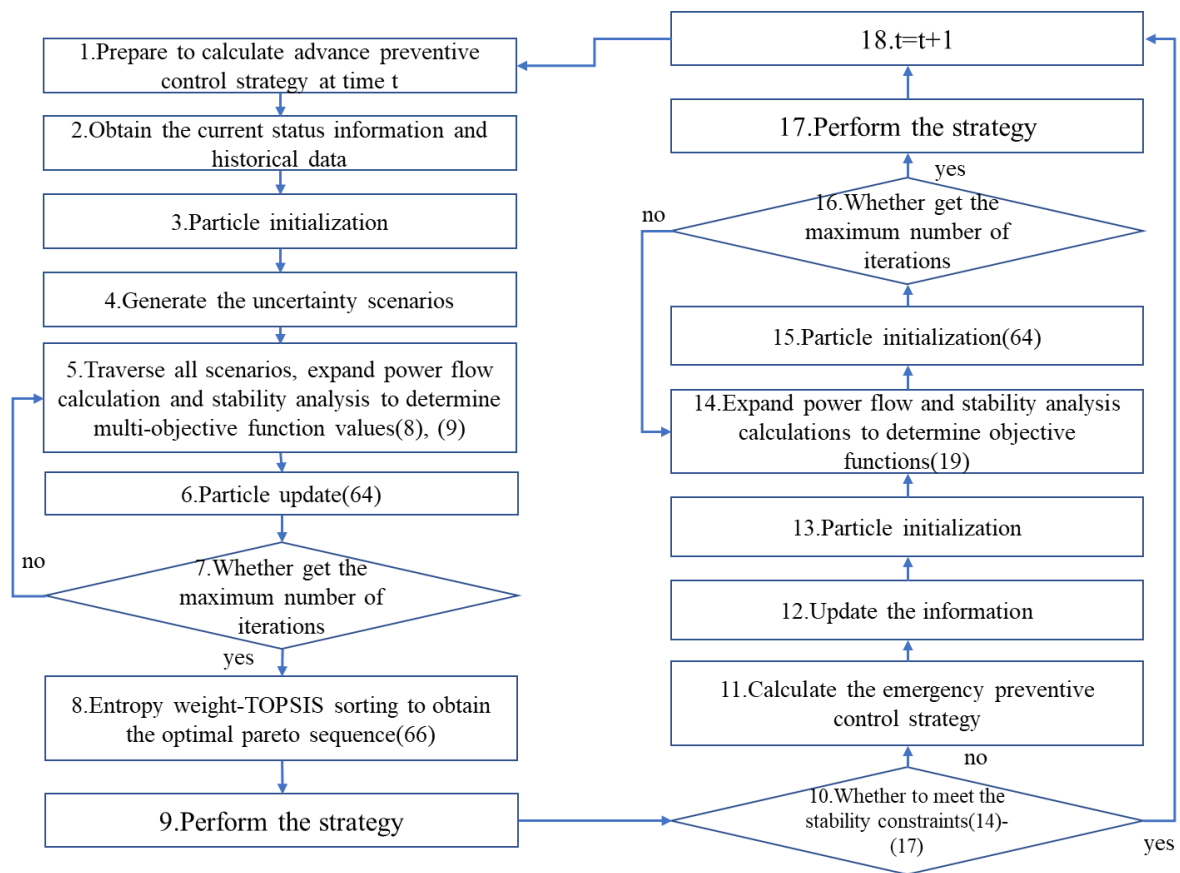 1.Prepare to calculate advance preventive
control strategy at time t
2.Obtain the current status information and
historical data
3.Particle initialization
4.Generate the uncertainty scenarios
5.Traverse all scenarios, expand power flow
calculation and stability analysis to determine
multi-objective function values(8), (9)
6.Particle update(64)
no
7.Whether get the
maximum number of
iterations
yes
8.Entropy weight-TOPSIS sorting to obtain
the optimal pareto sequence(66)
9.Perform the strategy
10.Whether to meet the
stability constraints(14)-
(17)
yes
no
11.Calculate the emergency preventive
control strategy
12.Update the information
13.Particle initialization
14.Expand power flow and stability analysis
calculations to determine objective
functions(19)
15.Particle initialization(64)
no
16.Whether get the
maximum number of
iterations
yes
17.Perform the strategy
18.t=t+1